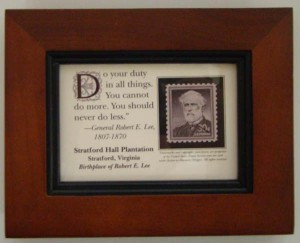 Do your duty
in all things.
You cannot
do more. You should
never do less."
—General Robert E. Lee,
1807-1870
Stratford Hall Plantation
Stratford, Virginia
Birthplace of Robert E. Lee